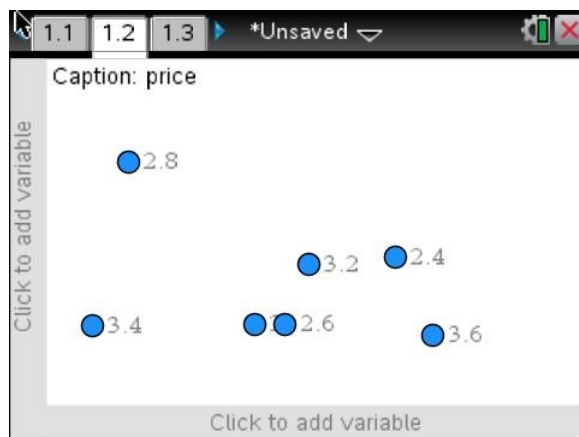 1.1 1.2 1.3 *Unsaved
Caption: price
Click to add variable
2.8
3.2
2.4
3.4
2.6
3.6
Click to add variable